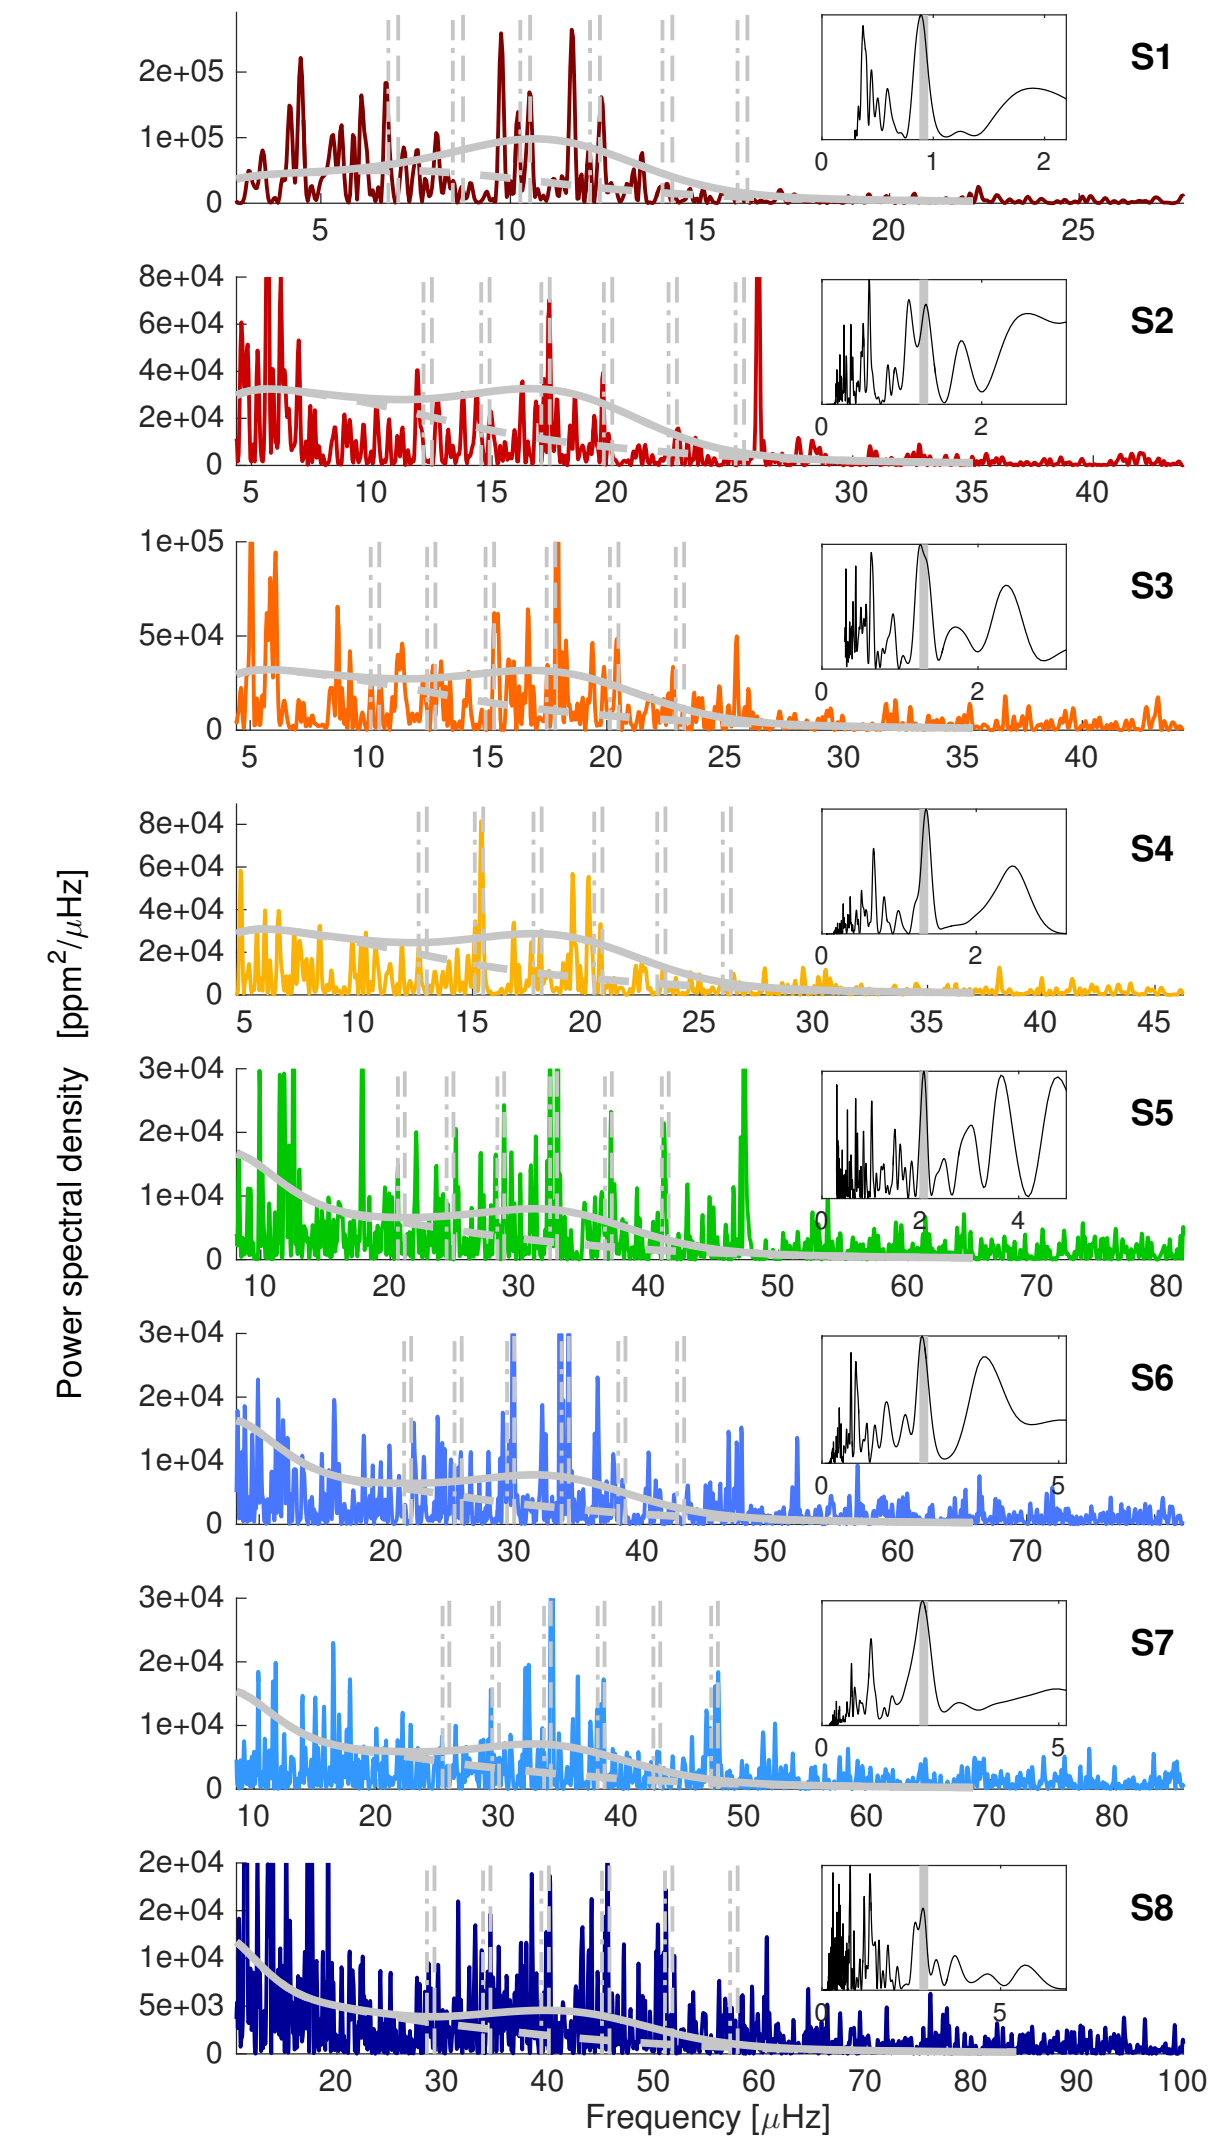 2e+05
1e+05
0
5 10 15 20 25
0 1 2
S1
8e+04
6e+04
4e+04
2e+04
0
5 10 15 20 25 30 35 40
0 2
S2
1e+05
5e+04
0
5 10 15 20 25 30 35 40
0 2
S3
8e+04
6e+04
4e+04
2e+04
0
5 10 15 20 25 30 35 40 45
0 2
S4
3e+04
2e+04
1e+04
0
10 20 30 40 50 60 70 80
0 2 4
S5
3e+04
2e+04
1e+04
0
10 20 30 40 50 60 70 80
0 5
S6
3e+04
2e+04
1e+04
0
10 20 30 40 50 60 70 80
0 5
S7
2e+04
2e+04
1e+04
5e+03
0
20 30 40 50 60 70 80 90 100
0 5
S8
Power spectral density [ppm²/μHz]
Frequency [μHz]